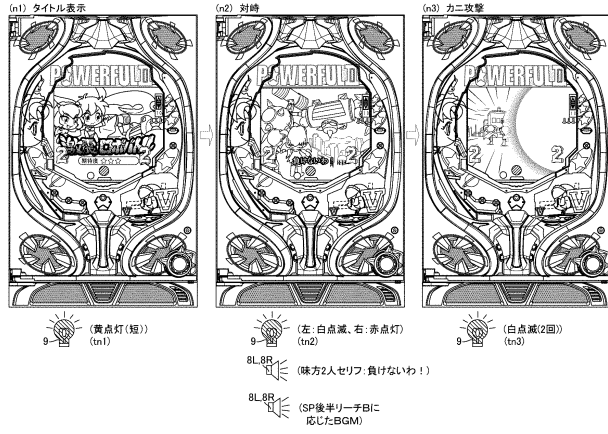 (n1) タイトル表示
(n2) 対峙
(n3) カニ攻撃
POWERFUL
POWERFUL
POWERFUL
期待度 ☆☆☆
2
2
負けないわ!
2
2
V
V
V
9
(黄点灯(短))
(tn1)
9
(左:白点滅、右:赤点灯)
(tn2)
9
(白点滅(2回))
(tn3)
8L,8R
(味方2人セリフ:負けないわ!)
8L,8R
(SP後半リーチBに
応じたBGM)